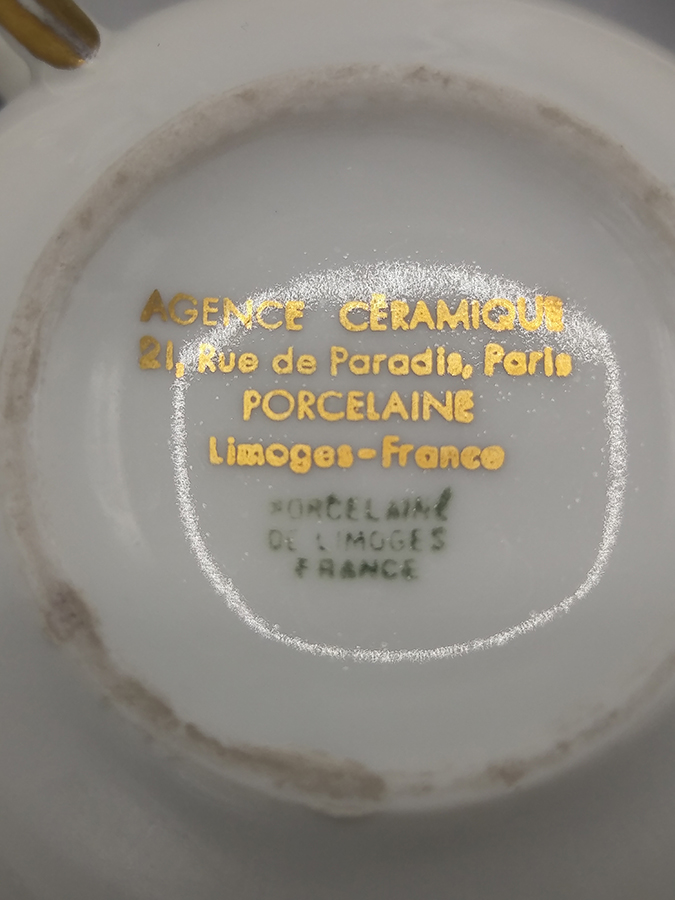 AGENCE CÉRAMIQUE
21, Rue de Paradis, Paris
PORCELAINE
Limoges-France
PORCELAINE
DE LIMOGES
FRANCE